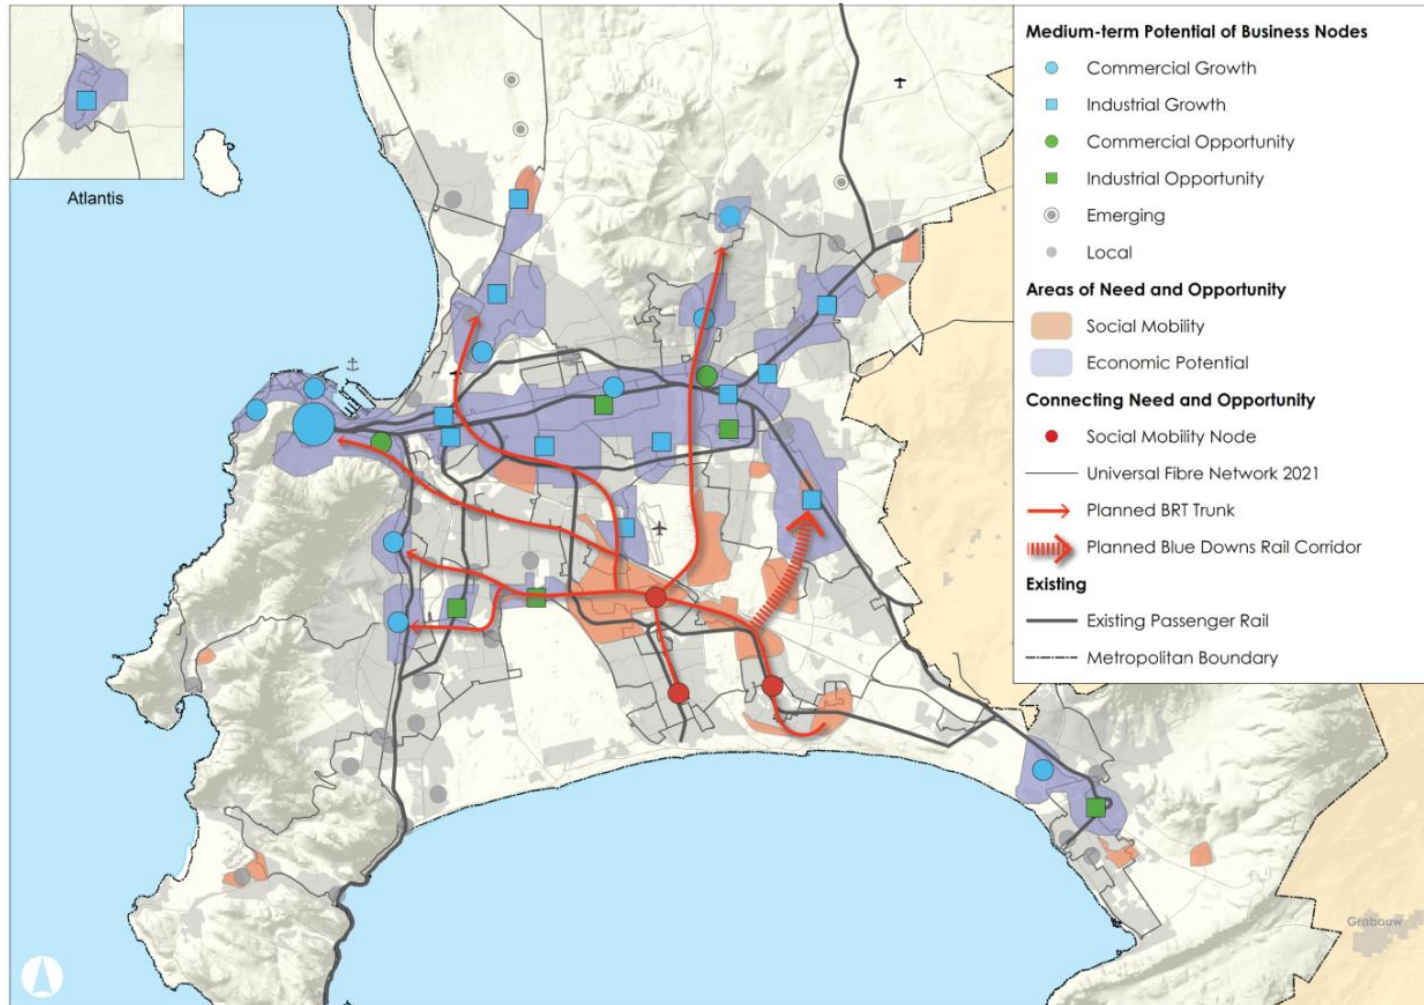 Atlantis
Medium-term Potential of Business Nodes
Commercial Growth
Industrial Growth
Commercial Opportunity
Industrial Opportunity
Emerging
Local
Areas of Need and Opportunity
Social Mobility
Economic Potential
Connecting Need and Opportunity
Social Mobility Node
Universal Fibre Network 2021
Planned BRT Trunk
Planned Blue Downs Rail Corridor
Existing
Existing Passenger Rail
Metropolitan Boundary
Grabouw